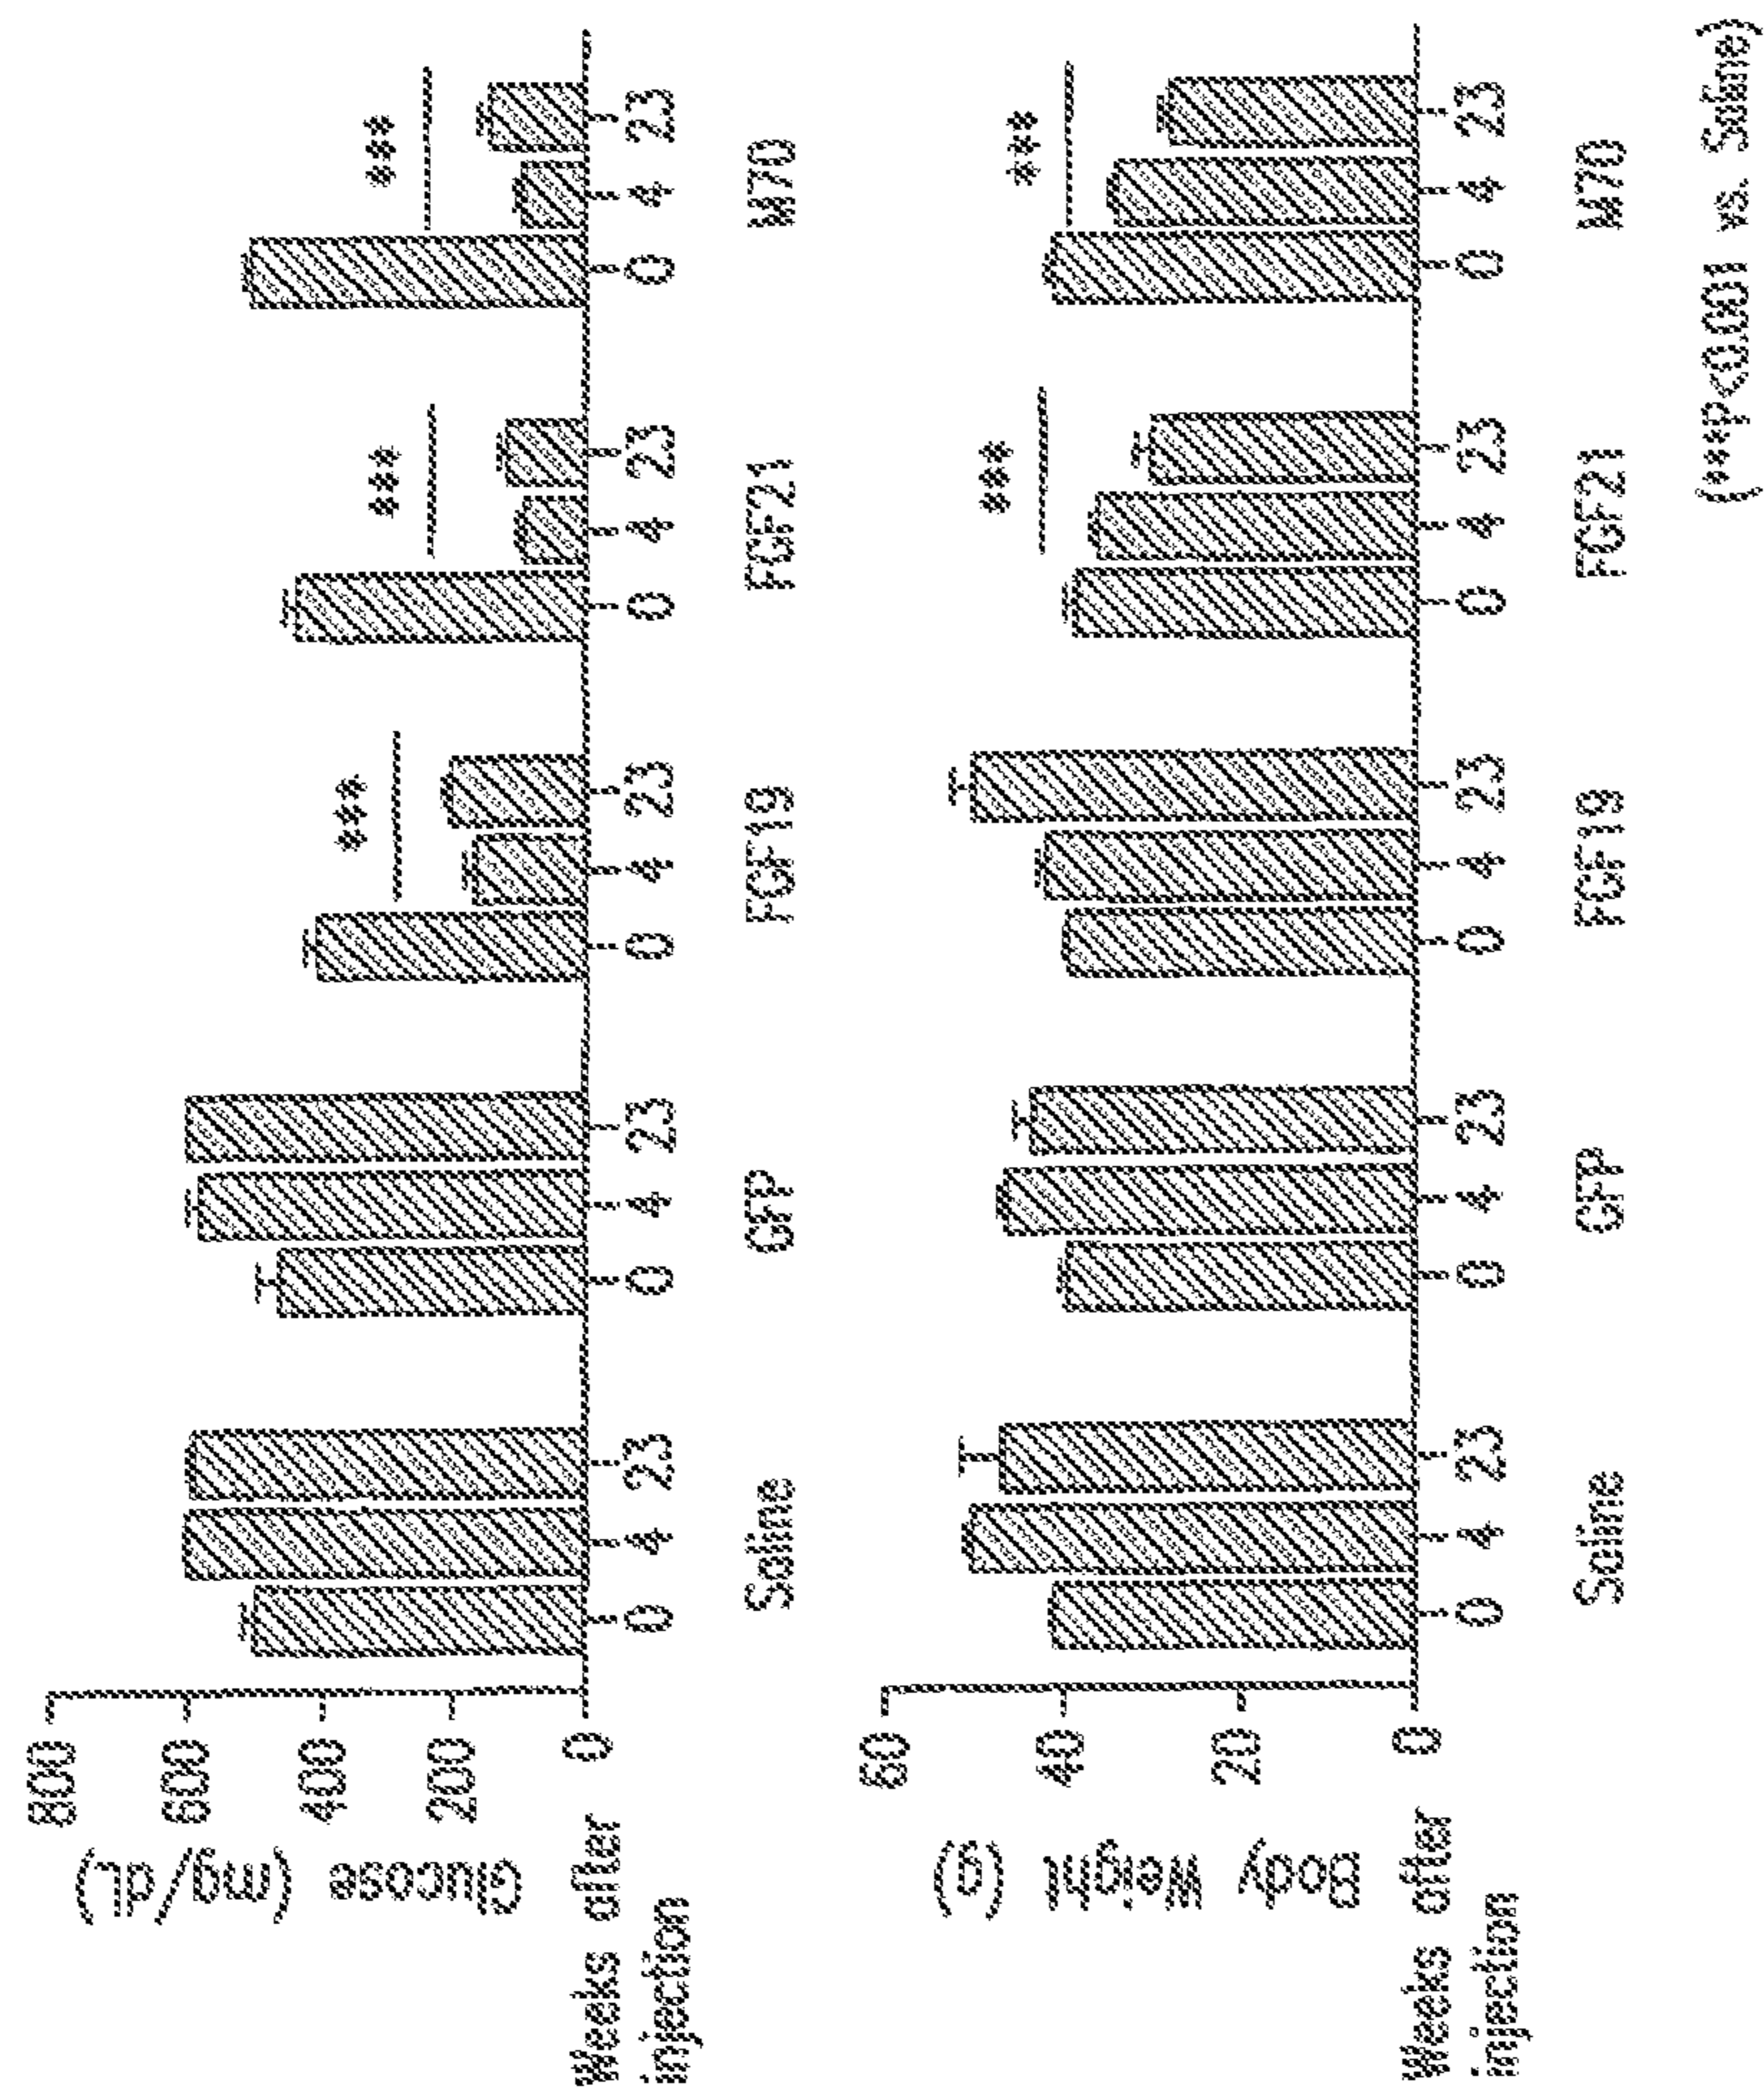 Glucose (mg/dL)
800
600
400
200
0
***
***
***
Weeks after
injection
0 4 23 0 4 23 0 4 23 0 4 23 0 4 23
Saline GFP FGF19 FGF21 M70
Body Weight (g)
60
40
20
0
***
***
Weeks after
injection
0 4 23 0 4 23 0 4 23 0 4 23 0 4 23
Saline GFP FGF19 FGF21 M70
(***P<0.001 vs. Saline)